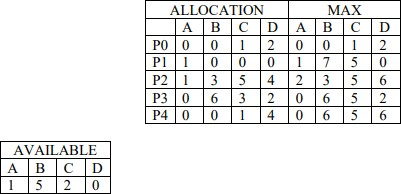 ALLOCATION MAX
A B C D A B C D
P0 0 0 1 2 0 0 1 2
P1 1 0 0 0 1 7 5 0
P2 1 3 5 4 2 3 5 6
P3 0 6 3 2 0 6 5 2
P4 0 0 1 4 0 6 5 6
AVAILABLE
A B C D
1 5 2 0